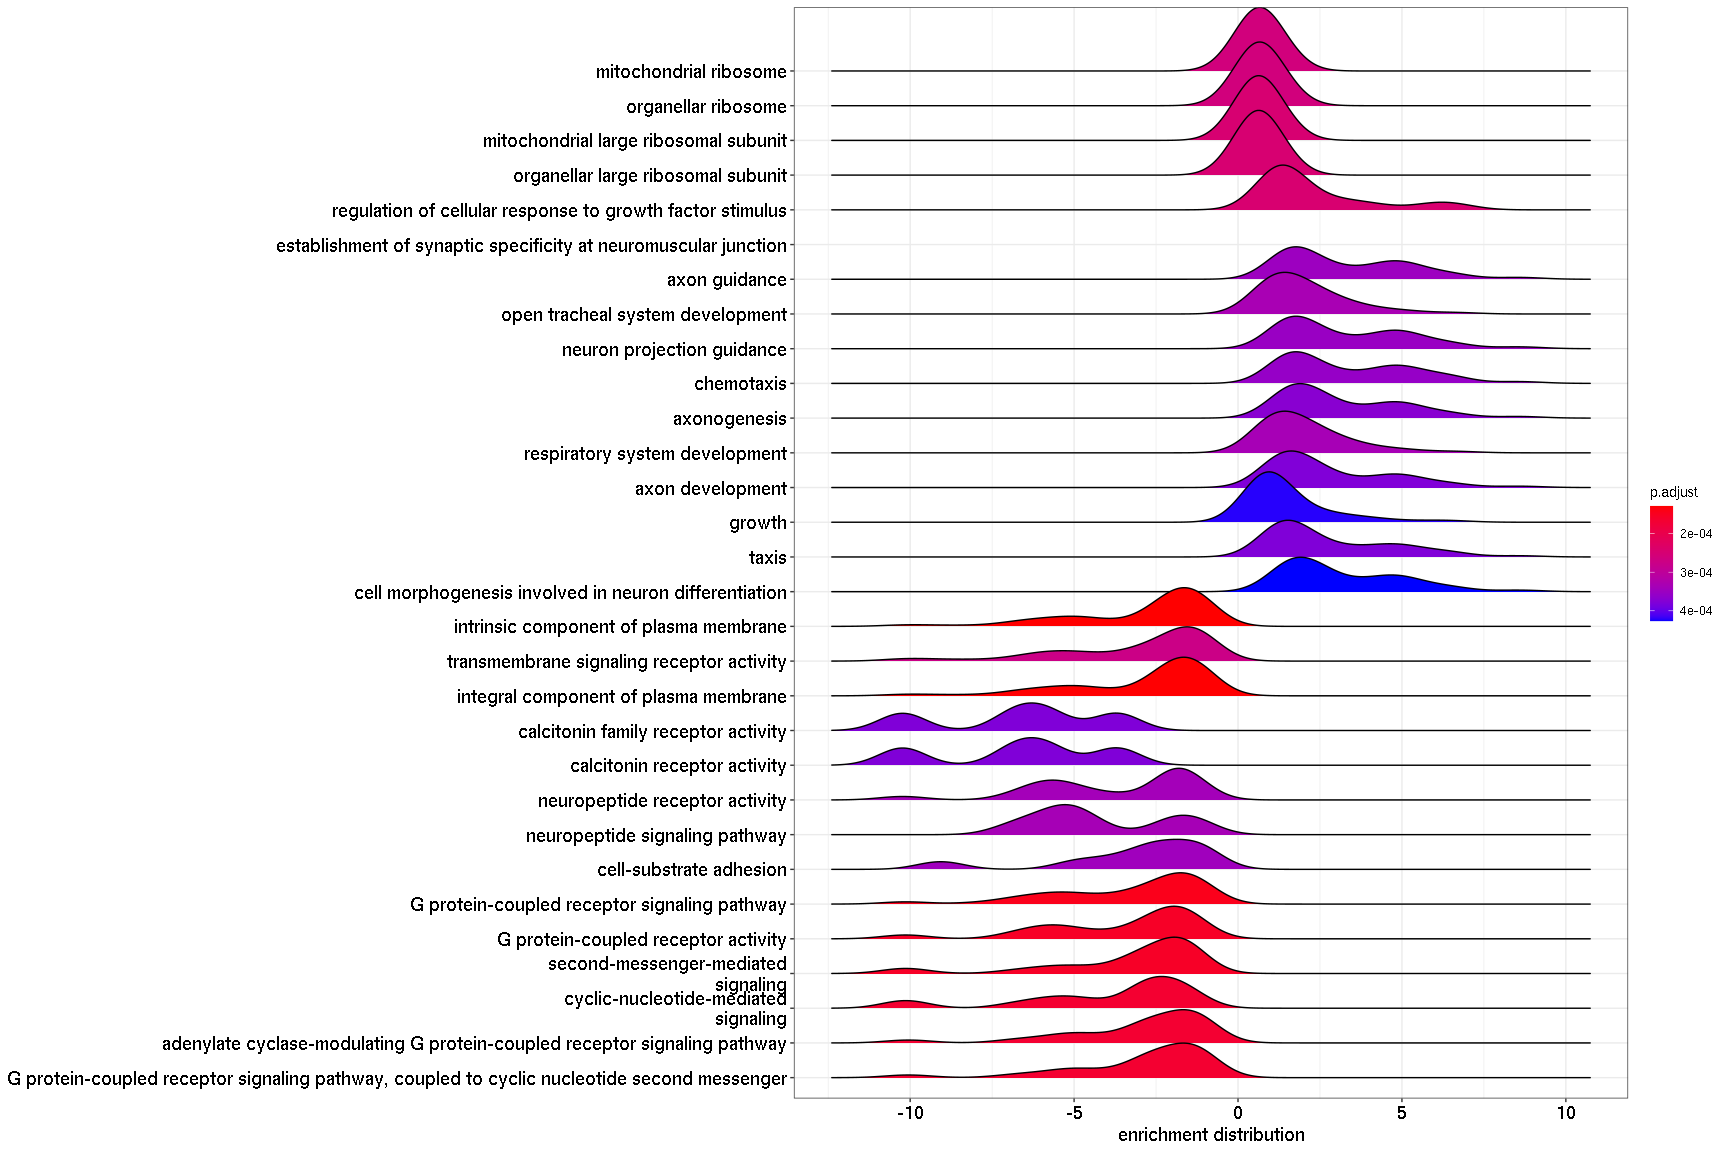 mitochondrial ribosome
organellar ribosome
mitochondrial large ribosomal subunit
organellar large ribosomal subunit
regulation of cellular response to growth factor stimulus
establishment of synaptic specificity at neuromuscular junction
axon guidance
open tracheal system development
neuron projection guidance
chemotaxis
axonogenesis
respiratory system development
axon development
growth
taxis
cell morphogenesis involved in neuron differentiation
intrinsic component of plasma membrane
transmembrane signaling receptor activity
integral component of plasma membrane
calcitonin family receptor activity
calcitonin receptor activity
neuropeptide receptor activity
neuropeptide signaling pathway
cell-substrate adhesion
G protein-coupled receptor signaling pathway
G protein-coupled receptor activity
second-messenger-mediated
signaling
cyclic-nucleotide-mediated
signaling
adenylate cyclase-modulating G protein-coupled receptor signaling pathway
G protein-coupled receptor signaling pathway, coupled to cyclic nucleotide second messenger
-10 -5 0 5 10
enrichment distribution
p.adjust
2e-04
3e-04
4e-04